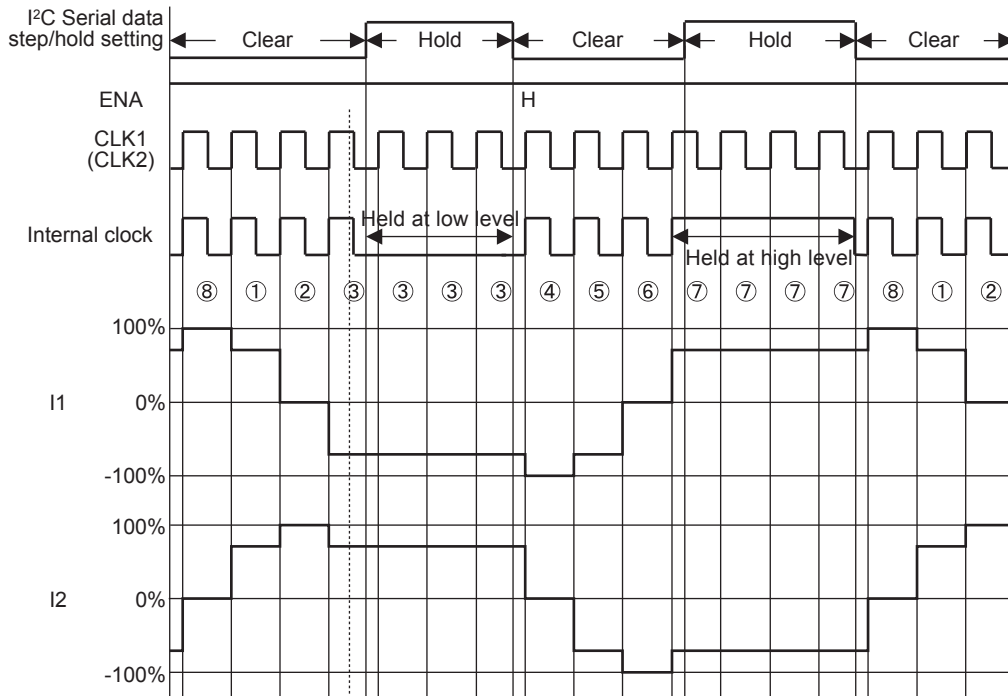 I²C Serial data
step/hold setting
Clear Hold Clear Hold Clear
ENA H
CLK1
(CLK2)
Internal clock
Held at low level
Held at high level
⑧ ① ② ③ ③ ③ ③ ④ ⑤ ⑥ ⑦ ⑦ ⑦ ⑦ ⑧ ① ②
100%
I1 0%
-100%
100%
I2 0%
-100%